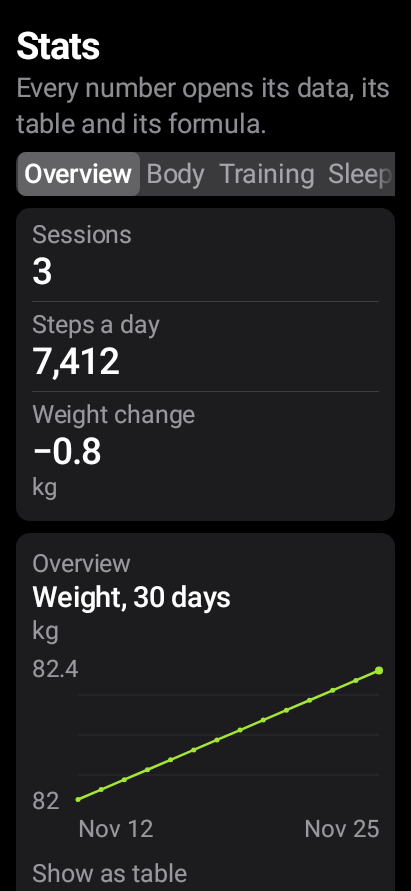 Stats
Every number opens its data, its
table and its formula.
Overview Body Training Sleep
Sessions
3
Steps a day
7,412
Weight change
−0.8
kg
Overview
Weight, 30 days
kg
82.4
82
Nov 12 Nov 25
Show as table